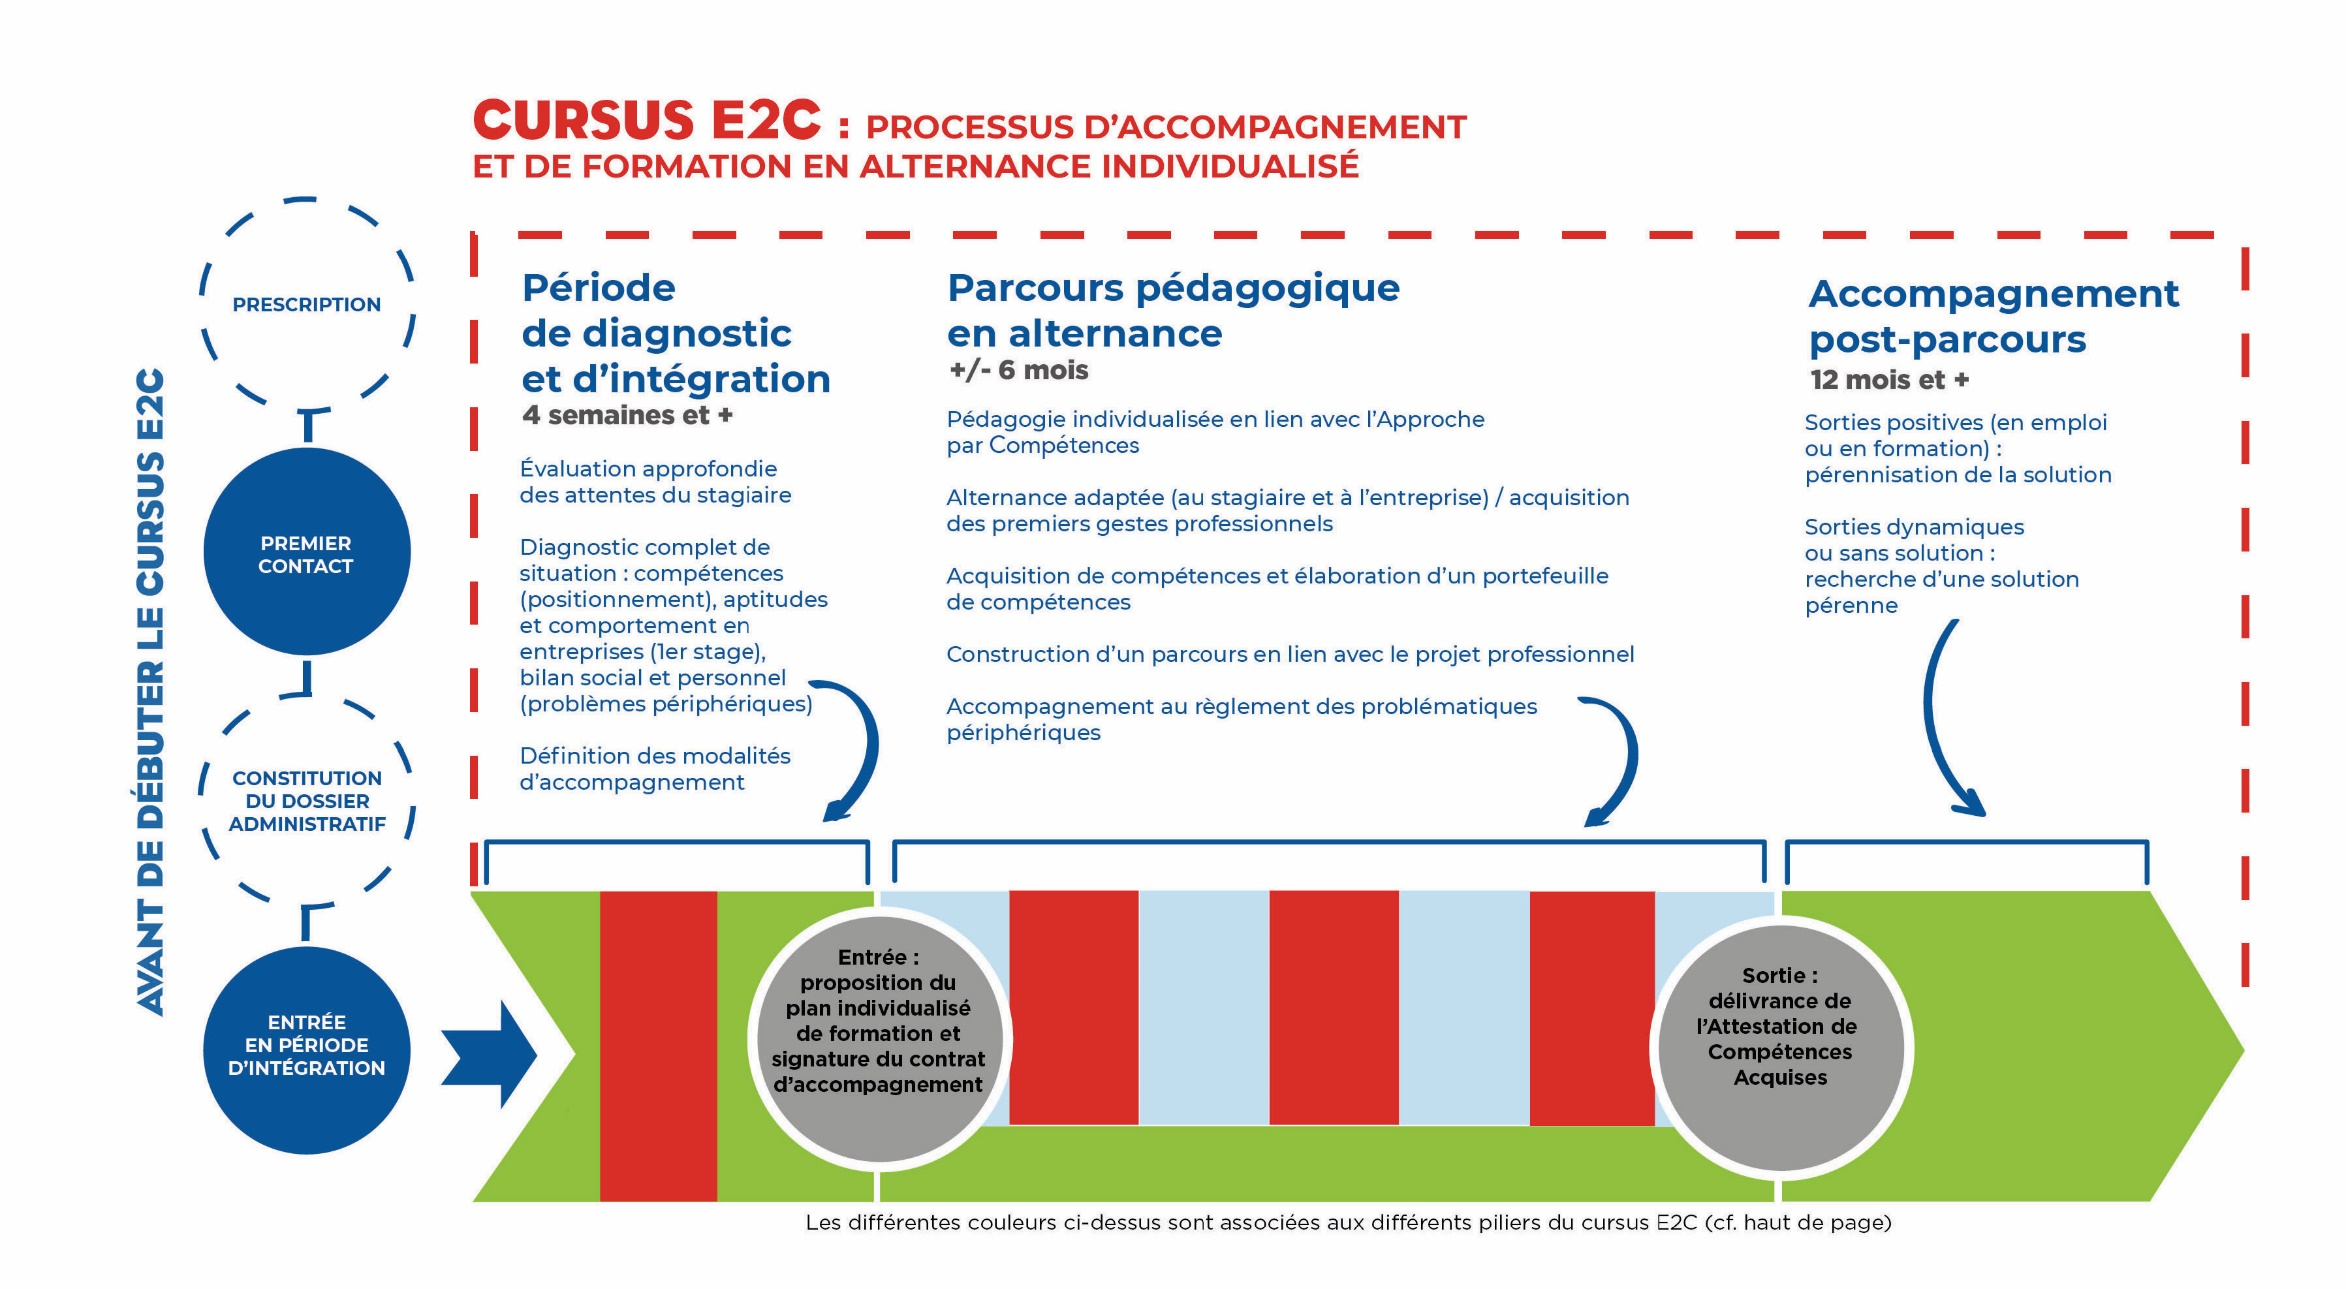 CURSUS E2C : PROCESSUS D’ACCOMPAGNEMENT
ET DE FORMATION EN ALTERNANCE INDIVIDUALISÉ
AVANT DE DÉBUTER LE CURSUS E2C
PRESCRIPTION
PREMIER
CONTACT
CONSTITUTION
DU DOSSIER
ADMINISTRATIF
ENTRÉE
EN PÉRIODE
D’INTÉGRATION
Période
de diagnostic
et d’intégration
4 semaines et +
Évaluation approfondie
des attentes du stagiaire
Diagnostic complet de
situation : compétences
(positionnement), aptitudes
et comportement en
entreprises (1er stage),
bilan social et personnel
(problèmes périphériques)
Définition des modalités
d’accompagnement
Parcours pédagogique
en alternance
+/- 6 mois
Pédagogie individualisée en lien avec l’Approche
par Compétences
Alternance adaptée (au stagiaire et à l’entreprise) / acquisition
des premiers gestes professionnels
Acquisition de compétences et élaboration d’un portefeuille
de compétences
Construction d’un parcours en lien avec le projet professionnel
Accompagnement au règlement des problématiques
périphériques
Accompagnement
post-parcours
12 mois et +
Sorties positives (en emploi
ou en formation) :
pérennisation de la solution
Sorties dynamiques
ou sans solution :
recherche d’une solution
pérenne
Entrée :
proposition du
plan individualisé
de formation et
signature du contrat
d’accompagnement
Sortie :
délivrance de
l’Attestation de
Compétences
Acquises
Les différentes couleurs ci-dessus sont associées aux différents piliers du cursus E2C (cf. haut de page)